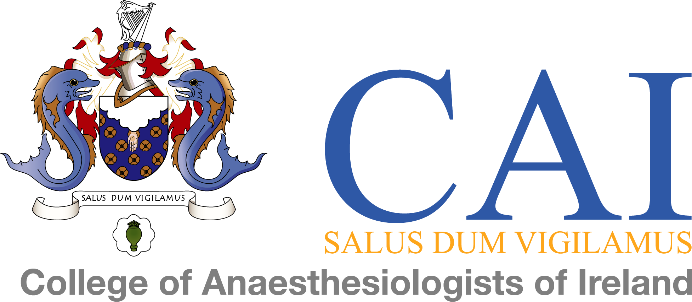 SALUS DUM VIGILAMUS
CAI
SALUS DUM VIGILAMUS
College of Anaesthesiologists of Ireland